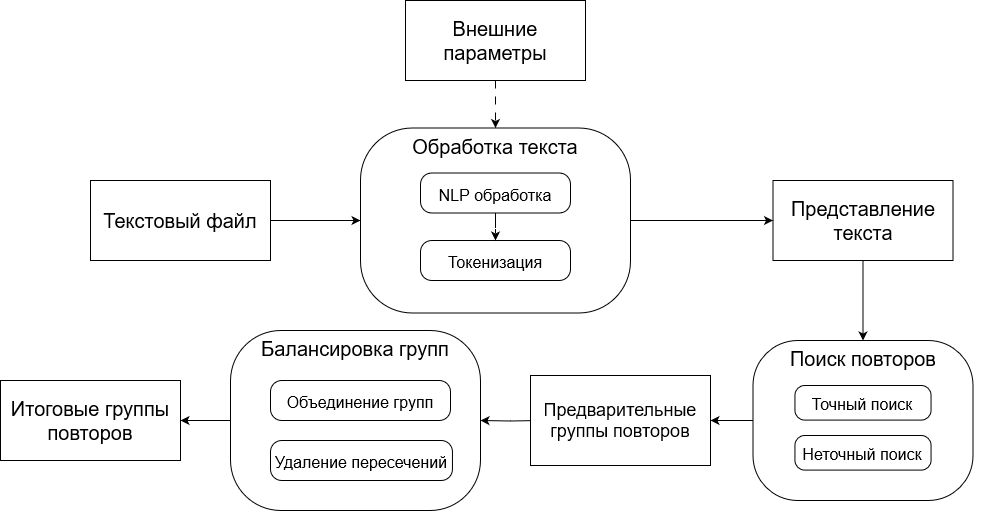 Внешние
параметры
Обработка текста
NLP обработка
Токенизация
Текстовый файл
Представление
текста
Поиск повторов
Точный поиск
Неточный поиск
Предварительные
группы повторов
Балансировка групп
Объединение групп
Удаление пересечений
Итоговые группы
повторов